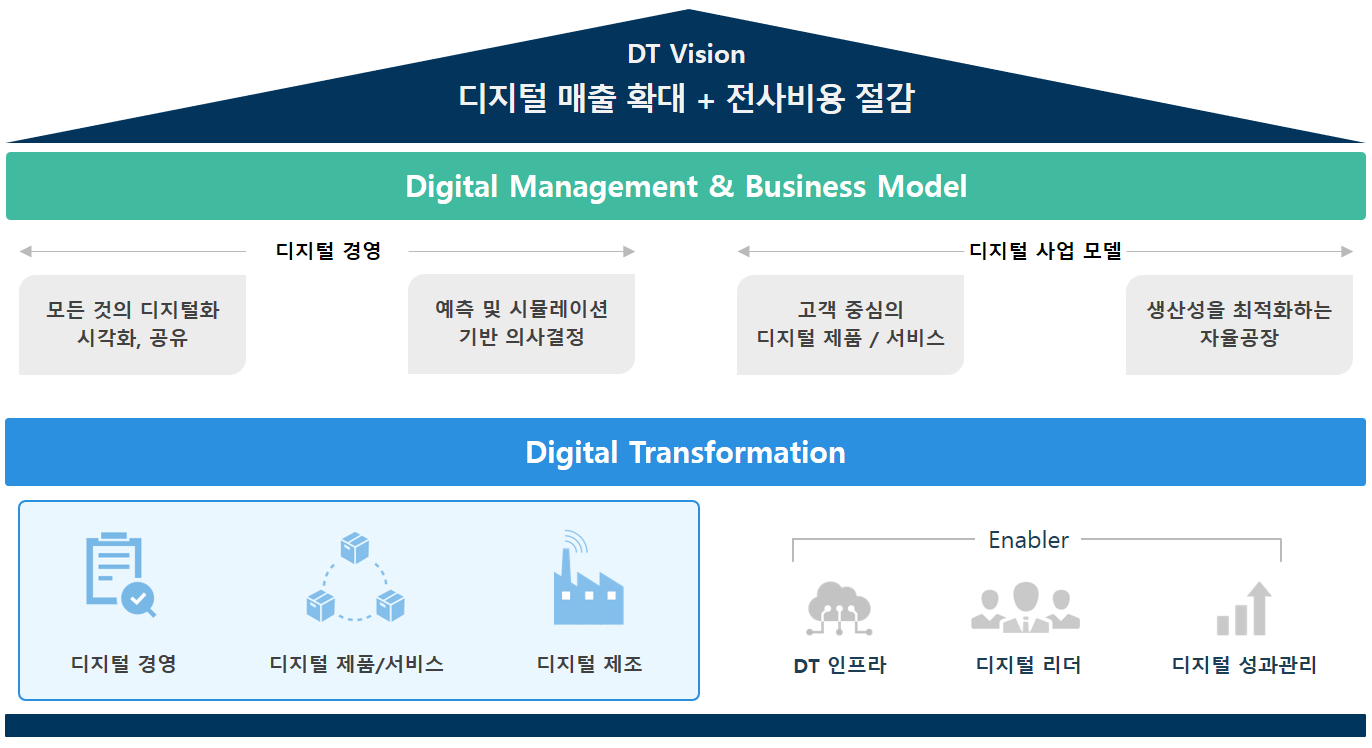 DT Vision
디지털 매출 확대 + 전사비용 절감
Digital Management & Business Model
디지털 경영
디지털 사업 모델
모든 것의 디지털화
시각화, 공유
예측 및 시뮬레이션
기반 의사결정
고객 중심의
디지털 제품 / 서비스
생산성을 최적화하는
자율공장
Digital Transformation
디지털 경영
디지털 제품/서비스
디지털 제조
Enabler
DT 인프라
디지털 리더
디지털 성과관리